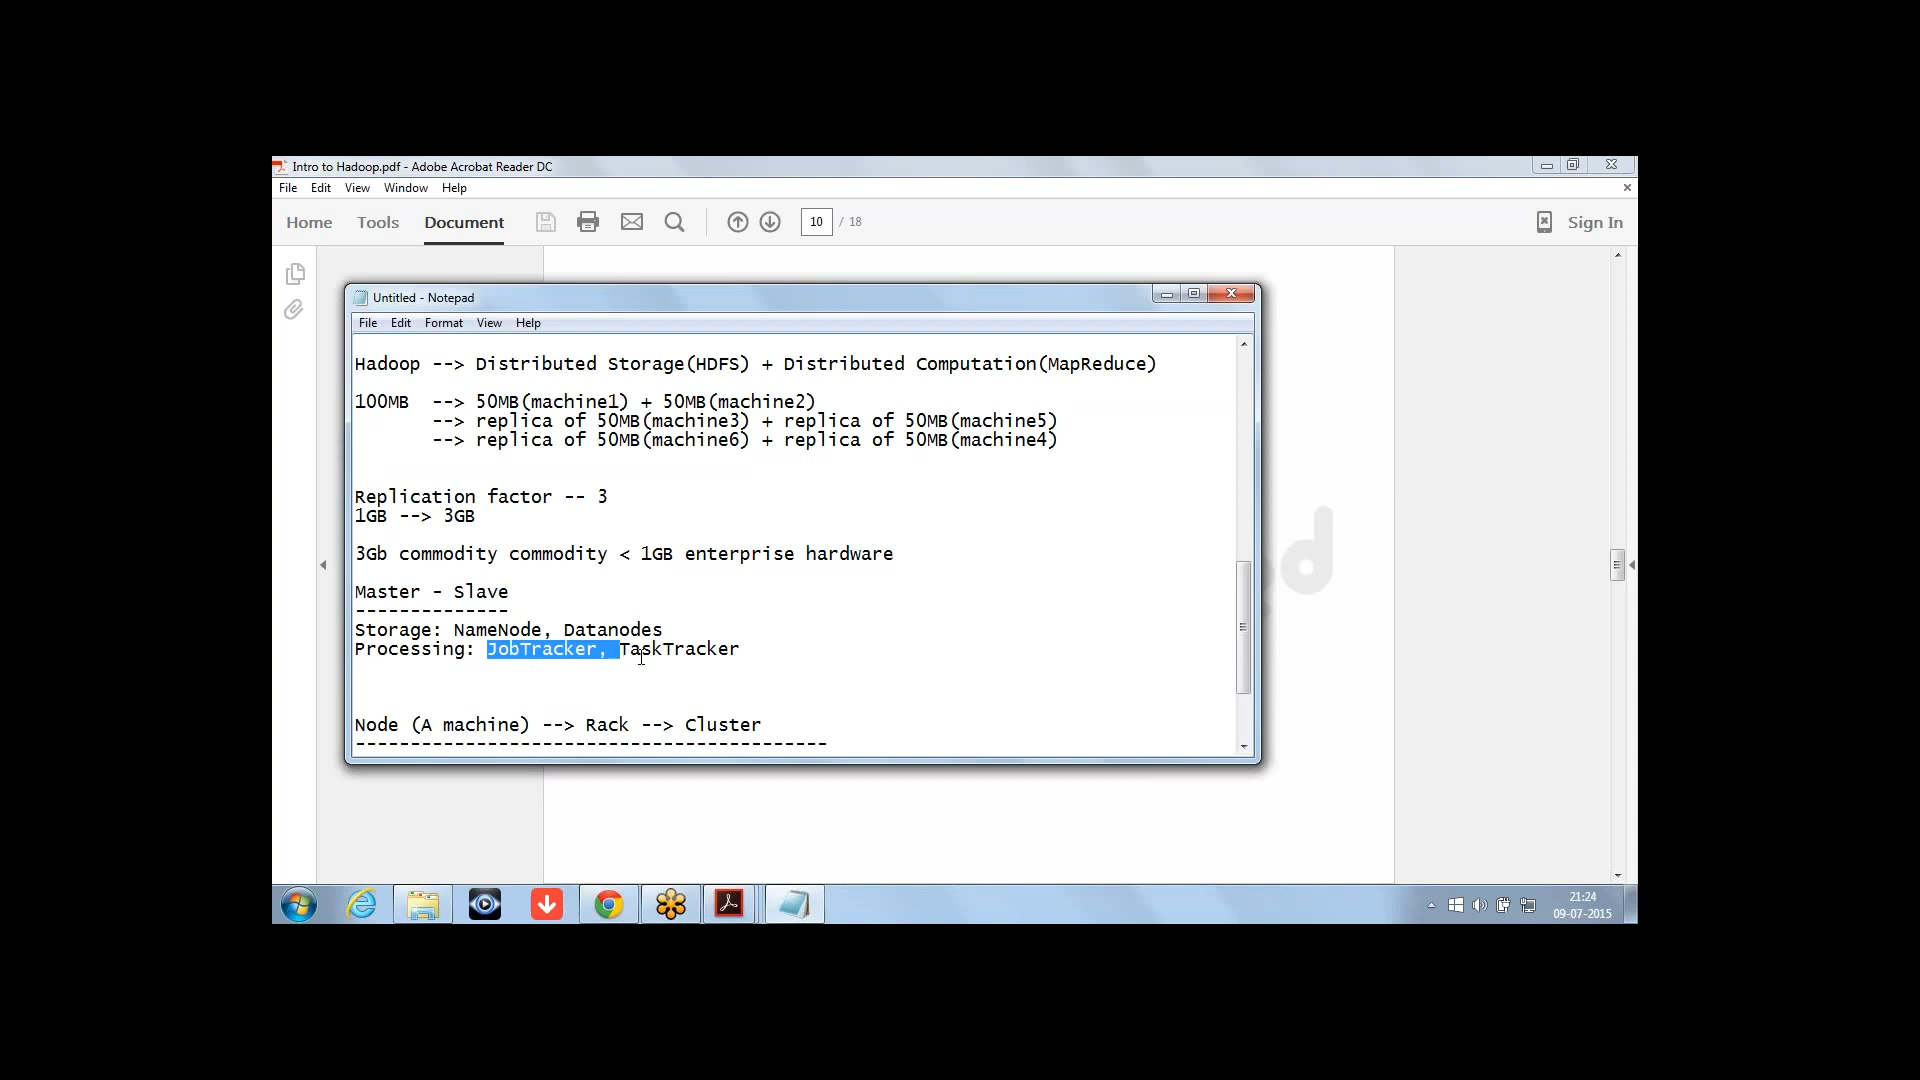 Intro to Hadoop.pdf - Adobe Acrobat Reader DC
File Edit View Window Help
Home Tools Document 10 / 18 Sign In
Untitled - Notepad
File Edit Format View Help
Hadoop --> Distributed Storage(HDFS) + Distributed Computation(MapReduce)
100MB --> 50MB(machine1) + 50MB(machine2)
--> replica of 50MB(machine3) + replica of 50MB(machine5)
--> replica of 50MB(machine6) + replica of 50MB(machine4)
Replication factor -- 3
1GB --> 3GB
3Gb commodity commodity < 1GB enterprise hardware
Master - Slave
--------------
Storage: NameNode, Datanodes
Processing: JobTracker, TaskTracker
Node (A machine) --> Rack --> Cluster
-------------------------------------------
21:24
09-07-2015